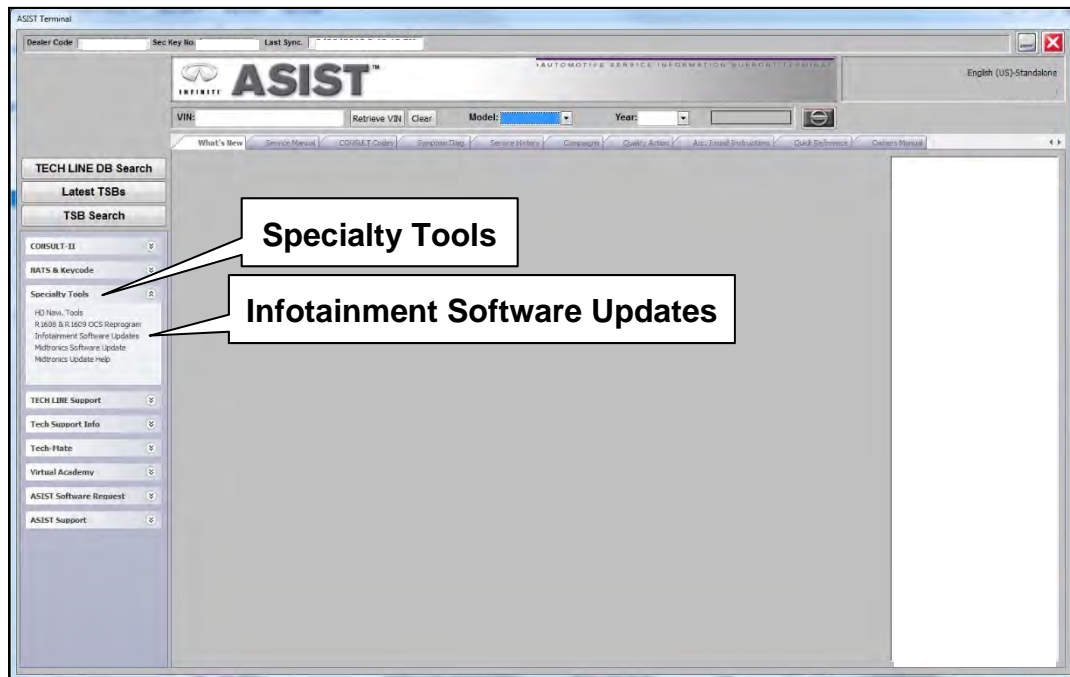 ASIST Terminal
Dealer Code Sec Key No. Last Sync.
INFINITI ASIST™
AUTOMOTIVE SERVICE INFORMATION SUPPORT TERMINAL
English (US)-Standalone
VIN: Retrieve VIN Clear Model: Year:
What's New Service Manual CONSULT Codes Symptom Diag. Service History Campaigns Quality Action Acc. Install Instructions Quick Reference Owners Manual
TECH LINE DB Search
Latest TSBs
TSB Search
CONSULT-II
NATS & Keycode
Specialty Tools
HD Navi. Tools
R1608 & R1609 OCS Reprogram
Infotainment Software Updates
Midtronics Software Update
Midtronics Update Help
TECH LINE Support
Tech Support Info
Tech-Mate
Virtual Academy
ASIST Software Request
ASIST Support
Specialty Tools
Infotainment Software Updates